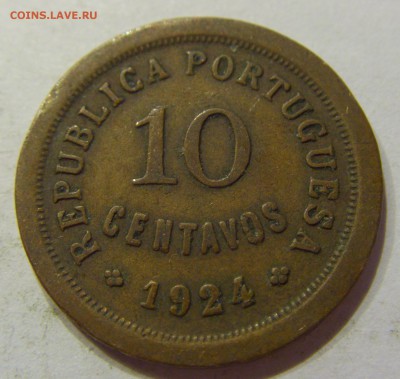 COINS.LAVE.RU
REPUBLICA PORTUGUESA
10
CENTAVOS
1924